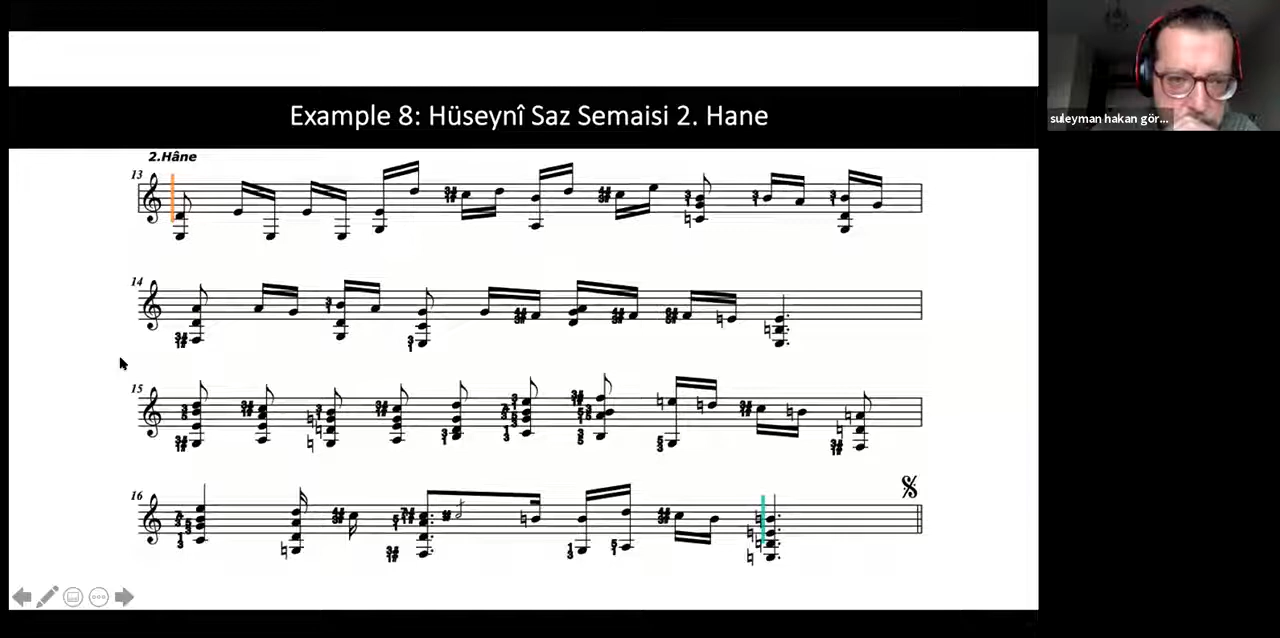 Example 8: Hüseynî Saz Semaisi 2. Hane
suleyman hakan gör...
2.Hâne
13
14
15
16